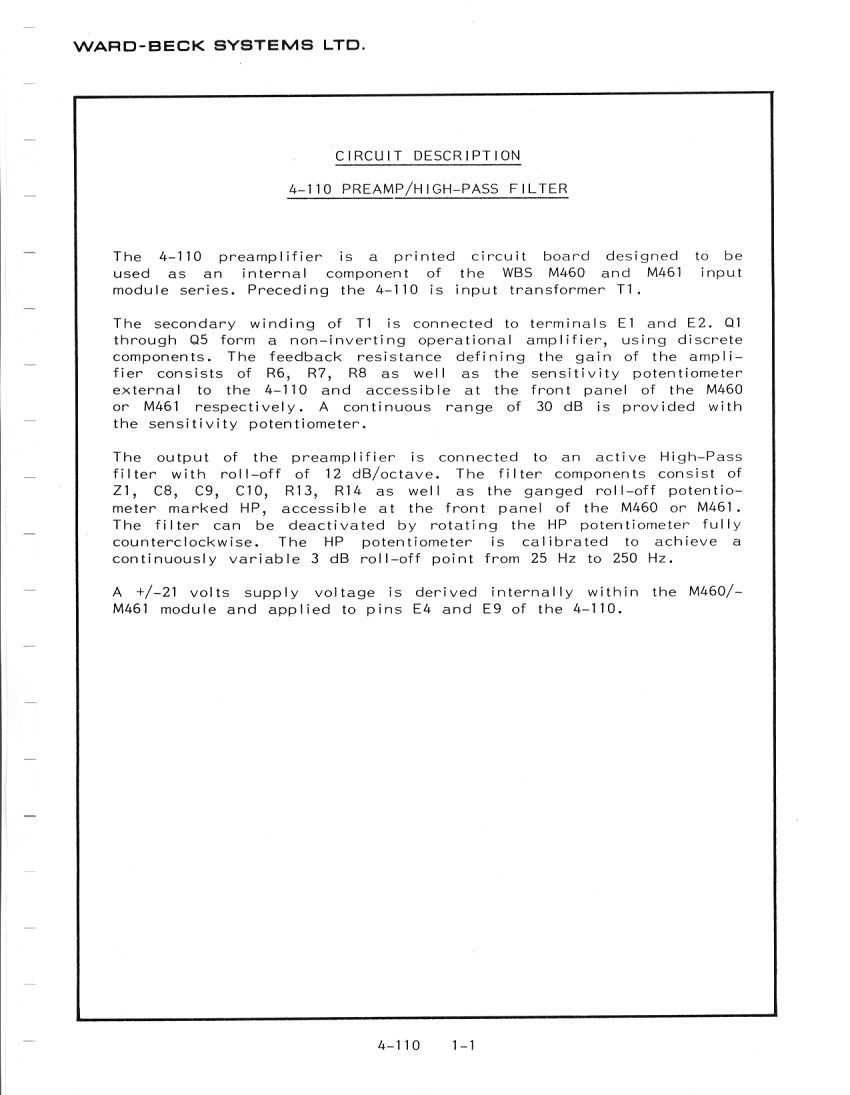 WARD-BECK SYSTEMS LTD.
CIRCUIT DESCRIPTION
4-110 PREAMP/HIGH-PASS FILTER
The 4-110 preamplifier is a printed circuit board designed to be
used as an internal component of the WBS M460 and M461 input
module series. Preceding the 4-110 is input transformer T1.
The secondary winding of T1 is connected to terminals E1 and E2. Q1
through Q5 form a non-inverting operational amplifier, using discrete
components. The feedback resistance defining the gain of the ampli-
fier consists of R6, R7, R8 as well as the sensitivity potentiometer
external to the 4-110 and accessible at the front panel of the M460
or M461 respectively. A continuous range of 30 dB is provided with
the sensitivity potentiometer.
The output of the preamplifier is connected to an active High-Pass
filter with roll-off of 12 dB/octave. The filter components consist of
Z1, C8, C9, C10, R13, R14 as well as the ganged roll-off potentio-
meter marked HP, accessible at the front panel of the M460 or M461.
The filter can be deactivated by rotating the HP potentiometer fully
counterclockwise. The HP potentiometer is calibrated to achieve a
continuously variable 3 dB roll-off point from 25 Hz to 250 Hz.
A +/-21 volts supply voltage is derived internally within the M460/-
M461 module and applied to pins E4 and E9 of the 4-110.
4-110 1-1